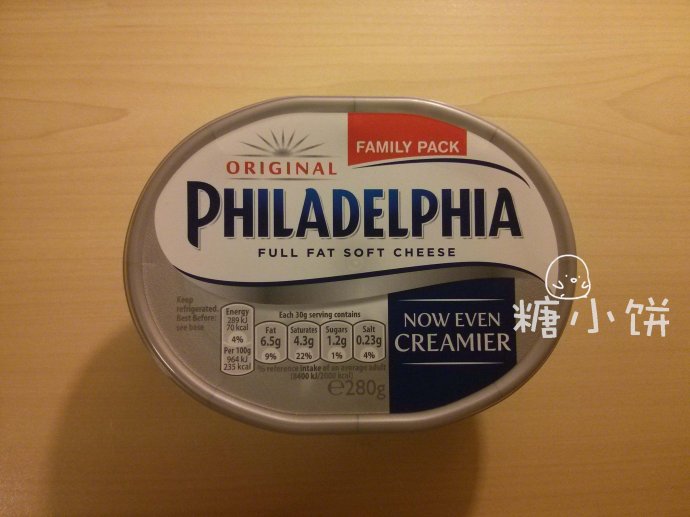 ORIGINAL
FAMILY PACK
PHILADELPHIA
FULL FAT SOFT CHEESE
Keep
refrigerated.
Best Before:
see base
Energy
289 kJ
70 kcal
4%
Per 100g
964 kJ
235 kcal
Each 30g serving contains
Fat
6.5g
9%
Saturates
4.3g
22%
Sugars
1.2g
1%
Salt
0.23g
4%
% reference intake of an average adult
(8400 kJ/2000 kcal)
℮280g
NOW EVEN
CREAMIER
糖小饼